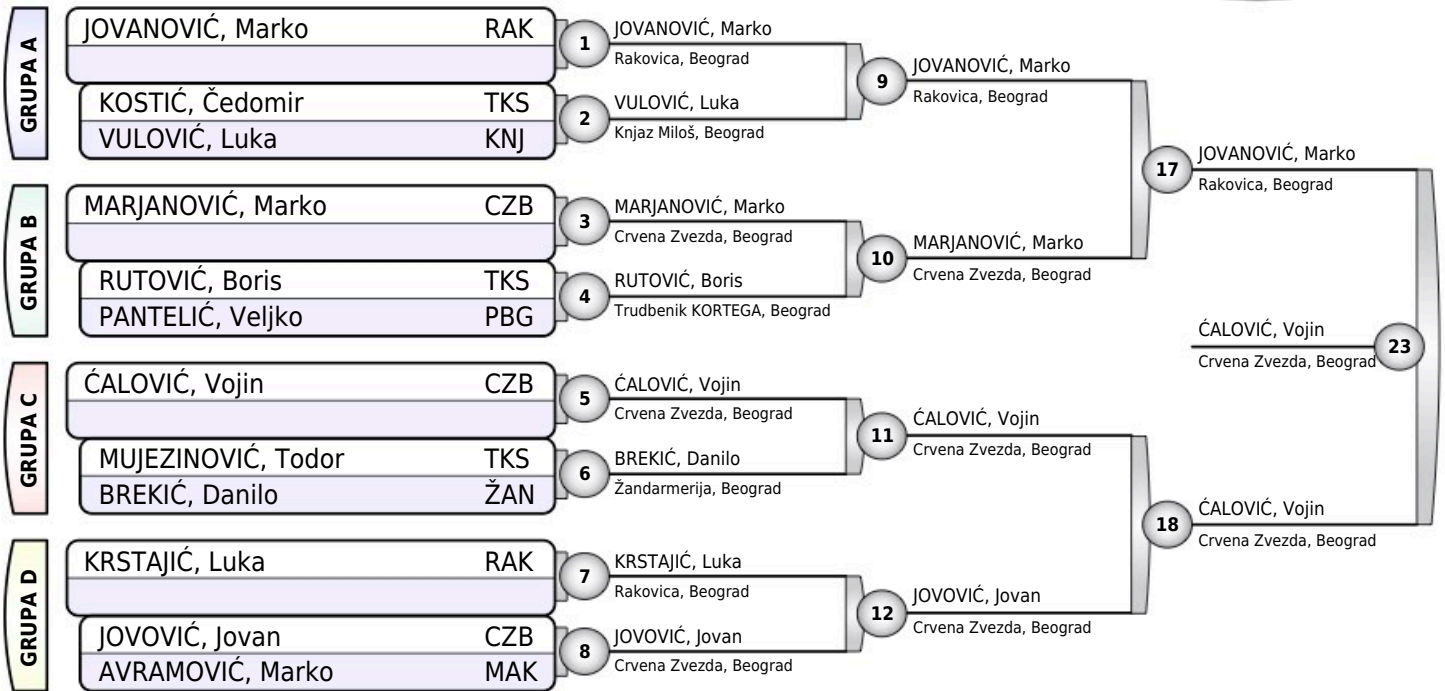 GRUPA A
JOVANOVIĆ, Marko RAK
KOSTIĆ, Čedomir TKS
VULOVIĆ, Luka KNJ
GRUPA B
MARJANOVIĆ, Marko CZB
RUTOVIĆ, Boris TKS
PANTELIĆ, Veljko PBG
GRUPA C
ĆALOVIĆ, Vojin CZB
MUJEZINOVIĆ, Todor TKS
BREKIĆ, Danilo ŽAN
GRUPA D
KRSTAJIĆ, Luka RAK
JOVOVIĆ, Jovan CZB
AVRAMOVIĆ, Marko MAK
1
JOVANOVIĆ, Marko
Rakovica, Beograd
2
VULOVIĆ, Luka
Knjaz Miloš, Beograd
3
MARJANOVIĆ, Marko
Crvena Zvezda, Beograd
4
RUTOVIĆ, Boris
Trudbenik KORTEGA, Beograd
5
ĆALOVIĆ, Vojin
Crvena Zvezda, Beograd
6
BREKIĆ, Danilo
Žandarmerija, Beograd
7
KRSTAJIĆ, Luka
Rakovica, Beograd
8
JOVOVIĆ, Jovan
Crvena Zvezda, Beograd
9
JOVANOVIĆ, Marko
Rakovica, Beograd
10
MARJANOVIĆ, Marko
Crvena Zvezda, Beograd
11
ĆALOVIĆ, Vojin
Crvena Zvezda, Beograd
12
JOVOVIĆ, Jovan
Crvena Zvezda, Beograd
17
JOVANOVIĆ, Marko
Rakovica, Beograd
18
ĆALOVIĆ, Vojin
Crvena Zvezda, Beograd
ĆALOVIĆ, Vojin
Crvena Zvezda, Beograd
23